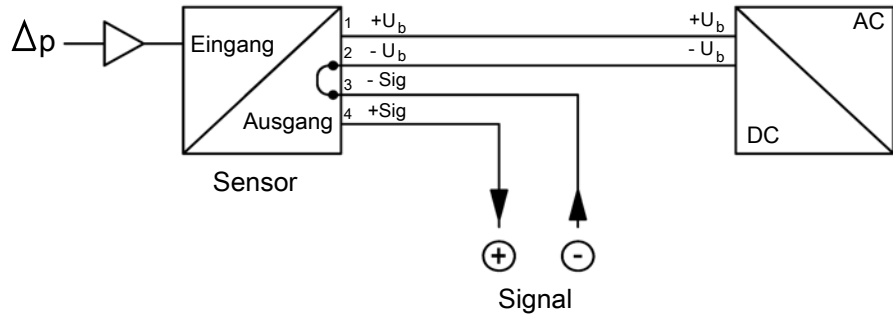 Δp
Eingang
Ausgang
Sensor
1 +Ub
2 - Ub
3 - Sig
4 +Sig
+Ub
- Ub
AC
DC
+ -
Signal